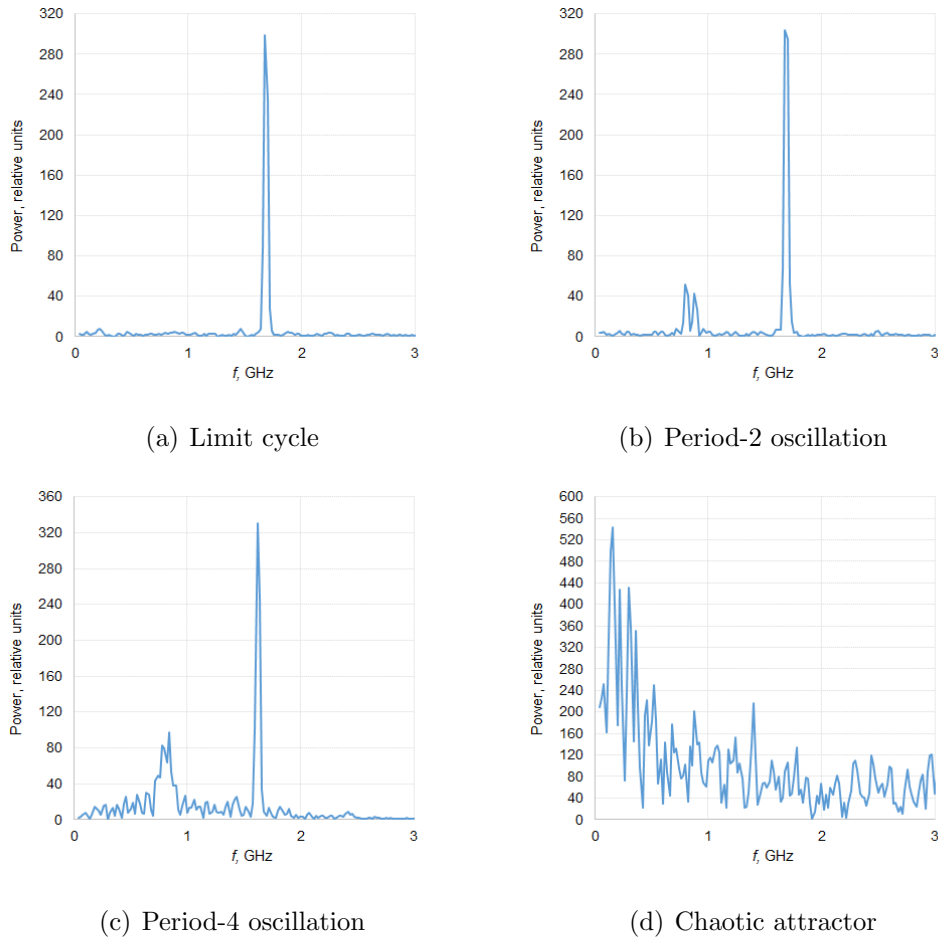 320
280
240
200
160
120
80
40
0
0 1 2 3
Power, relative units
f, GHz
(a) Limit cycle
320
280
240
200
160
120
80
40
0
0 1 2 3
Power, relative units
f, GHz
(b) Period-2 oscillation
360
320
280
240
200
160
120
80
40
0
0 1 2 3
Power, relative units
f, GHz
(c) Period-4 oscillation
600
560
520
480
440
400
360
320
280
240
200
160
120
80
40
0
0 1 2 3
Power, relative units
f, GHz
(d) Chaotic attractor